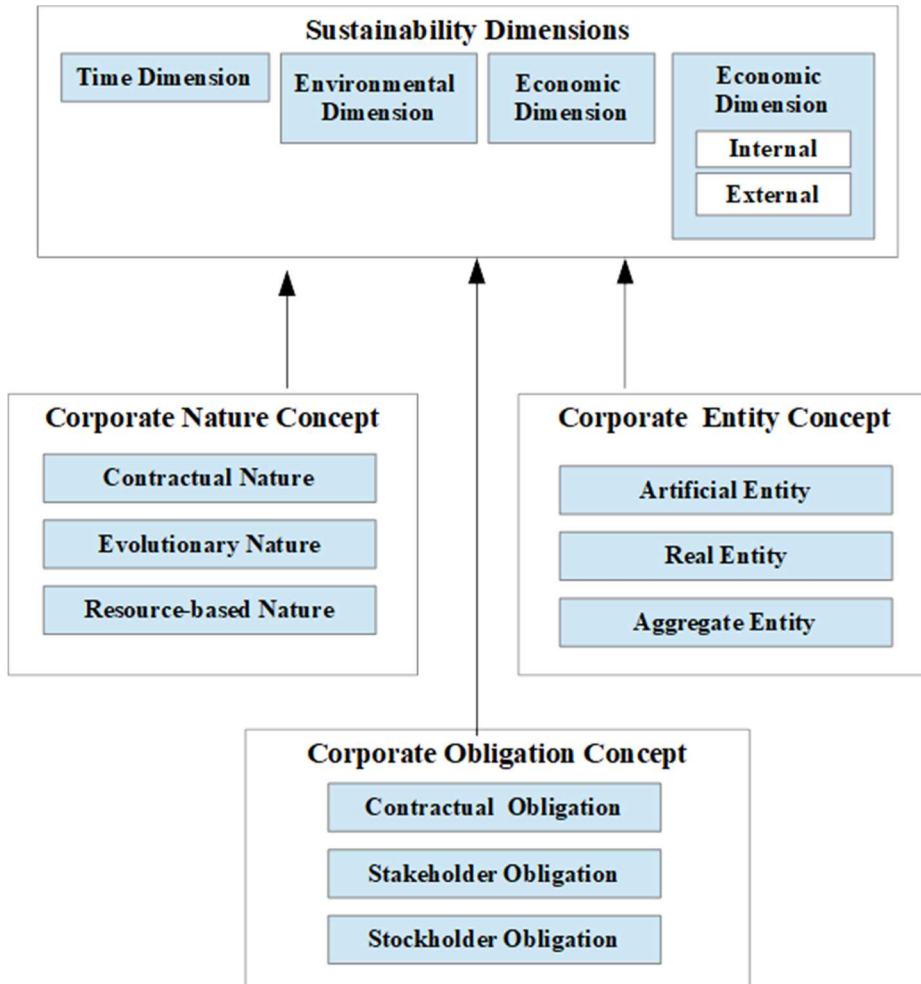 Sustainability Dimensions
Time Dimension
Environmental
Dimension
Economic
Dimension
Economic
Dimension
Internal
External
Corporate Nature Concept
Contractual Nature
Evolutionary Nature
Resource-based Nature
Corporate Entity Concept
Artificial Entity
Real Entity
Aggregate Entity
Corporate Obligation Concept
Contractual Obligation
Stakeholder Obligation
Stockholder Obligation